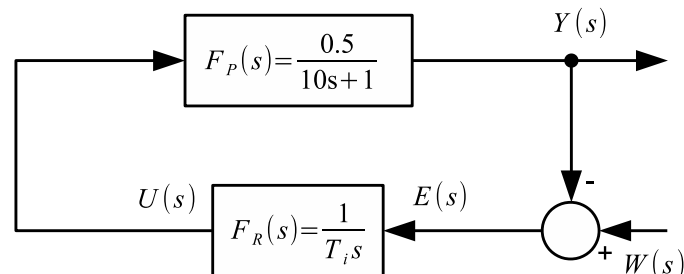 Y(s)
F_P(s)=0.5/(10s+1)
-
U(s)
F_R(s)=1/(T_i s)
E(s)
+
W(s)